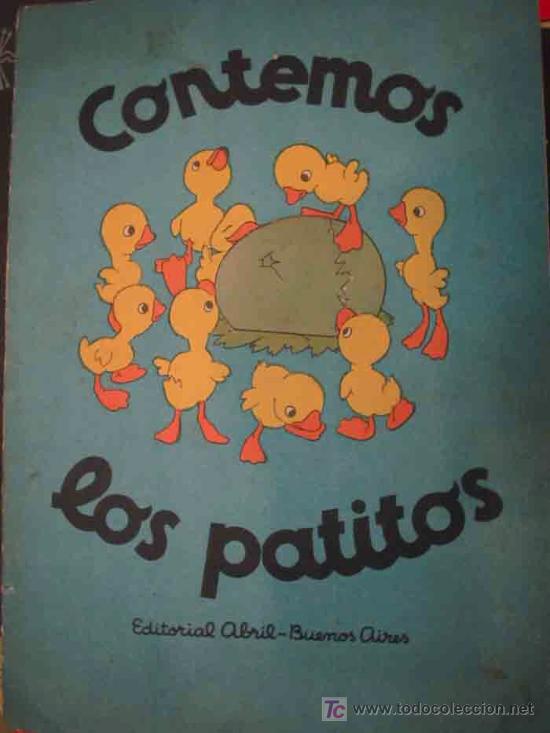 Contemos
los patitos
Editorial Abril-Buenos Aires
TC www.todocoleccion.net